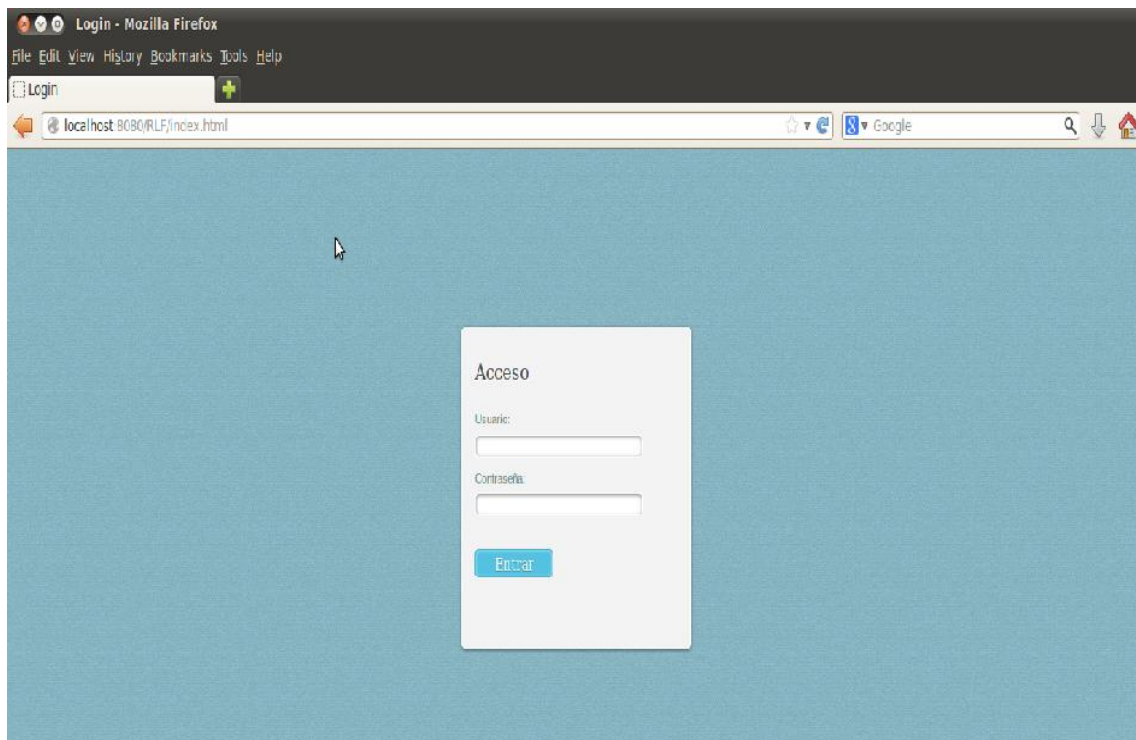 Login - Mozilla Firefox
File Edit View History Bookmarks Tools Help
Login
localhost:8080/RLF/index.html
Google
Acceso
Usuario:
Contraseña:
Entrar